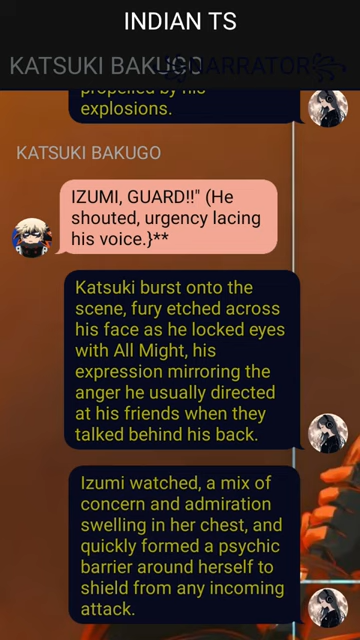 INDIAN TS
KATSUKI BAKUGO
NARRATOR
propelled by his
explosions.
KATSUKI BAKUGO
IZUMI, GUARD!!" (He
shouted, urgency lacing
his voice.}**
Katsuki burst onto the
scene, fury etched across
his face as he locked eyes
with All Might, his
expression mirroring the
anger he usually directed
at his friends when they
talked behind his back.
Izumi watched, a mix of
concern and admiration
swelling in her chest, and
quickly formed a psychic
barrier around herself to
shield from any incoming
attack.